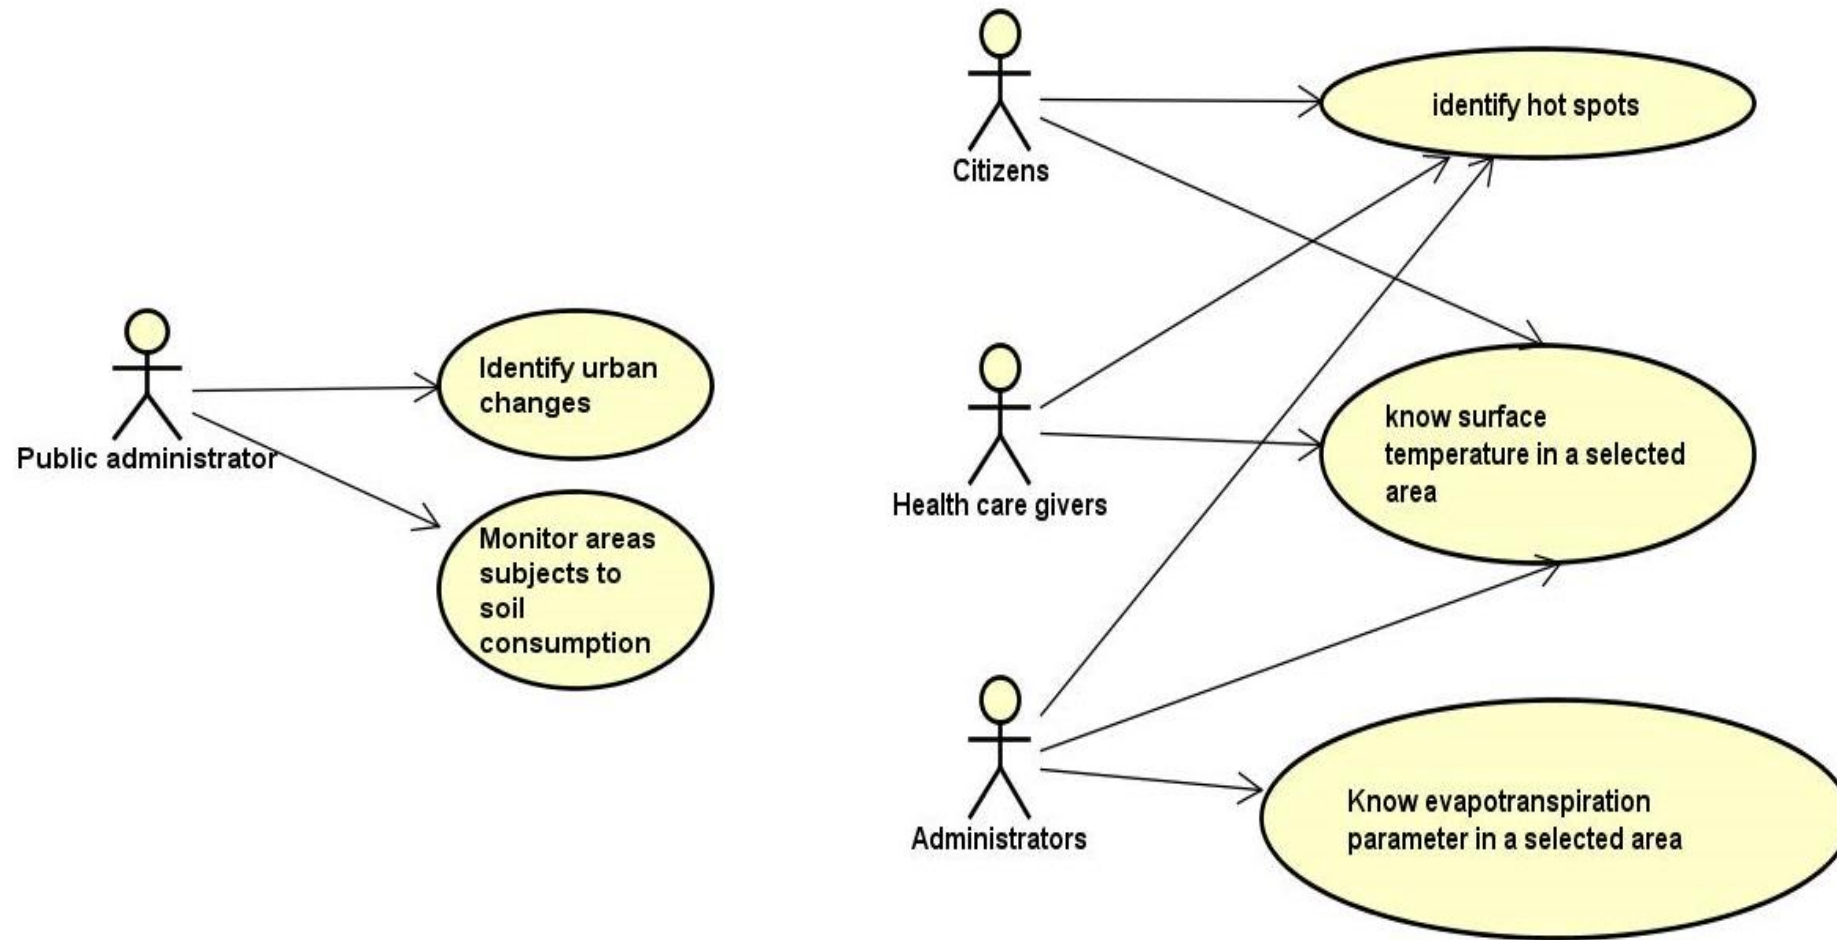 Public administrator
Identify urban
changes
Monitor areas
subjects to
soil
consumption
Citizens
identify hot spots
Health care givers
know surface
temperature in a selected
area
Administrators
Know evapotranspiration
parameter in a selected area